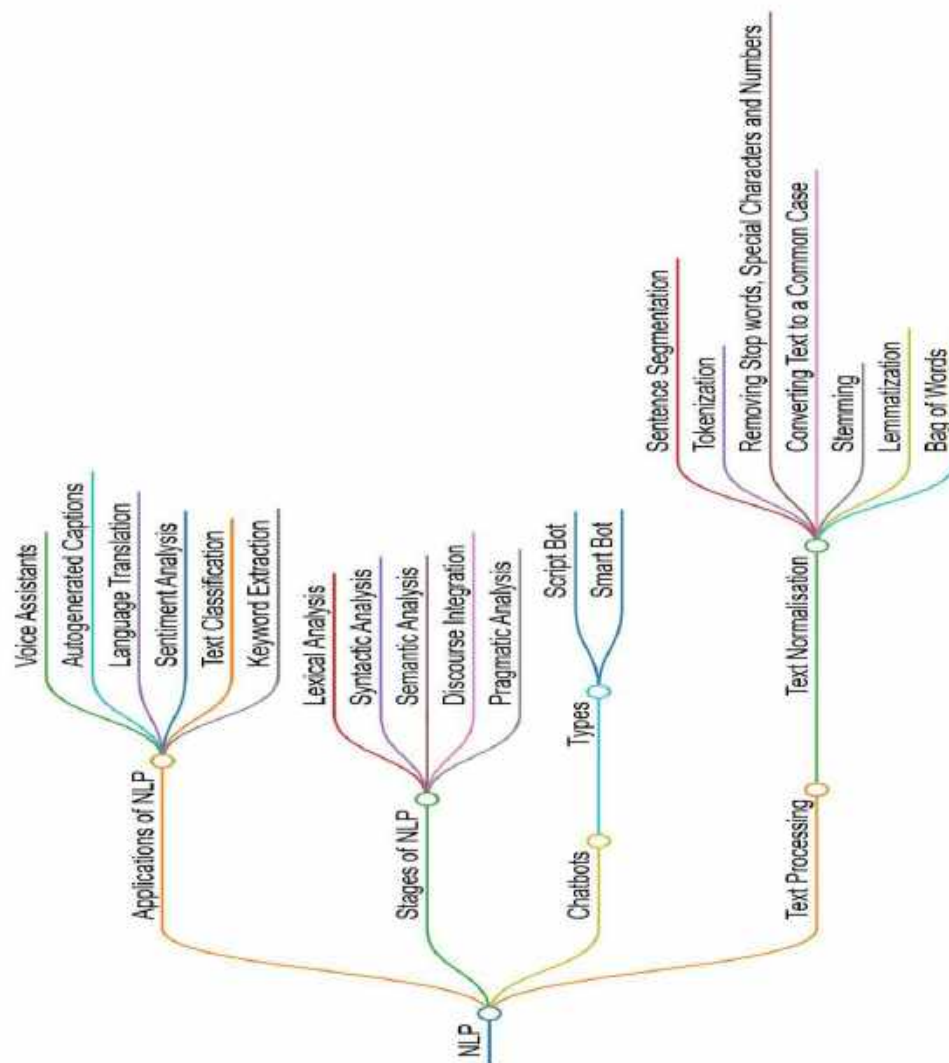 NLP
Applications of NLP
Voice Assistants
Autogenerated Captions
Language Translation
Sentiment Analysis
Text Classification
Keyword Extraction
Stages of NLP
Lexical Analysis
Syntactic Analysis
Semantic Analysis
Discourse Integration
Pragmatic Analysis
Chatbots
Types
Script Bot
Smart Bot
Text Processing
Text Normalisation
Sentence Segmentation
Tokenization
Removing Stop words, Special Characters and Numbers
Converting Text to a Common Case
Stemming
Lemmatization
Bag of Words